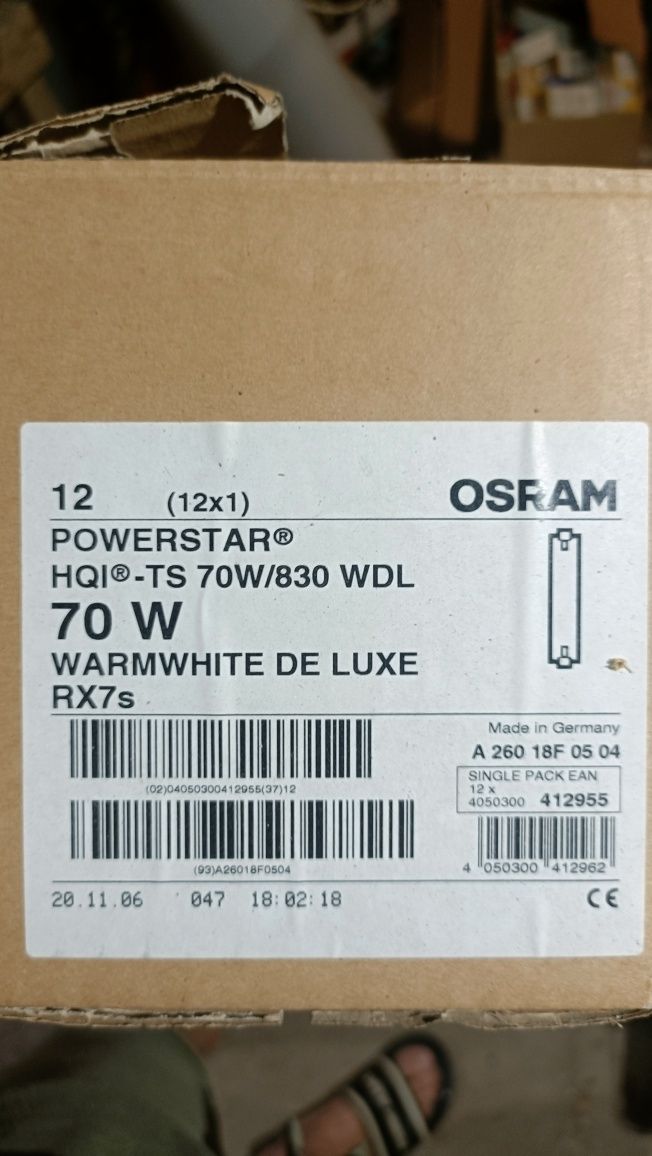 12 (12x1) OSRAM
POWERSTAR®
HQI®-TS 70W/830 WDL
70 W
WARMWHITE DE LUXE
RX7s
Made in Germany
A 260 18F 05 04
SINGLE PACK EAN
12 x
4050300 412955
(02)04050300412955(37)12
(93)A26018F0504
4 050300 412962
20.11.06 047 18:02:18
CE